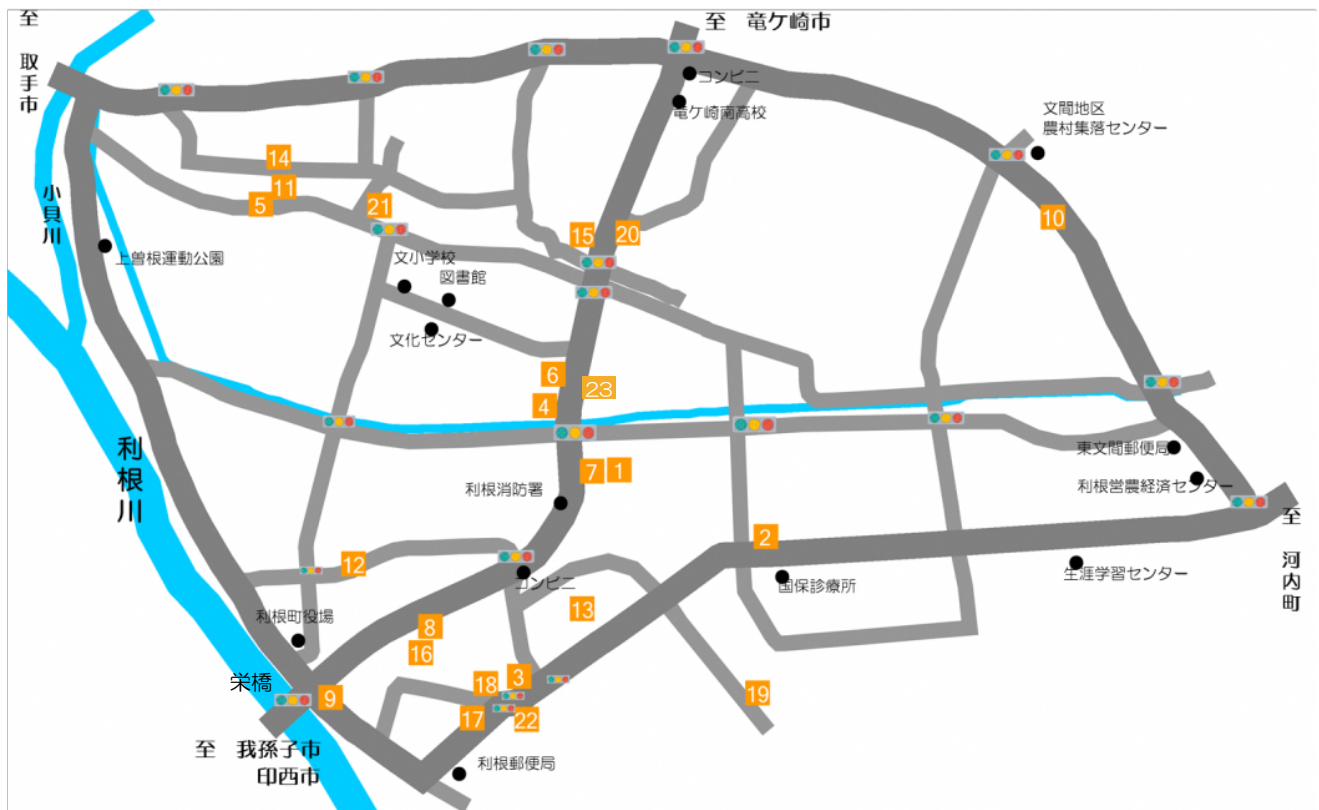 至 竜ケ崎市
至 取手市
コンビニ
竜ケ崎南高校
文間地区
農村集落センター
14
11
5
21
小貝川
10
15
20
上曽根運動公園
文小学校
図書館
文化センター
6
23
4
利根川
東文間郵便局
7
1
利根消防署
利根営農経済センター
至 河内町
2
12
コンビニ
国保診療所
生涯学習センター
利根町役場
13
8
16
栄橋
9
18
3
19
17
22
至 我孫子市
印西市
利根郵便局